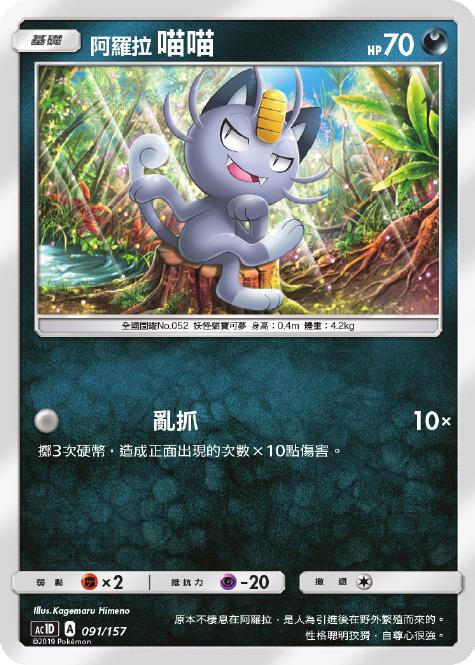 基礎 阿羅拉 喵喵 HP 70
全國圖鑑No.052 妖怪貓寶可夢 身高：0.4m 體重：4.2kg
亂抓 10×
擲3次硬幣，造成正面出現的次數×10點傷害。
弱點 ×2 抵抗力 -20 撤退
Illus.Kagemaru Himeno
原本不棲息在阿羅拉，是人為引進後在野外繁殖而來的。
AC1D A 091/157
性格聰明狡猾，自尊心很強。
©2019 Pokémon